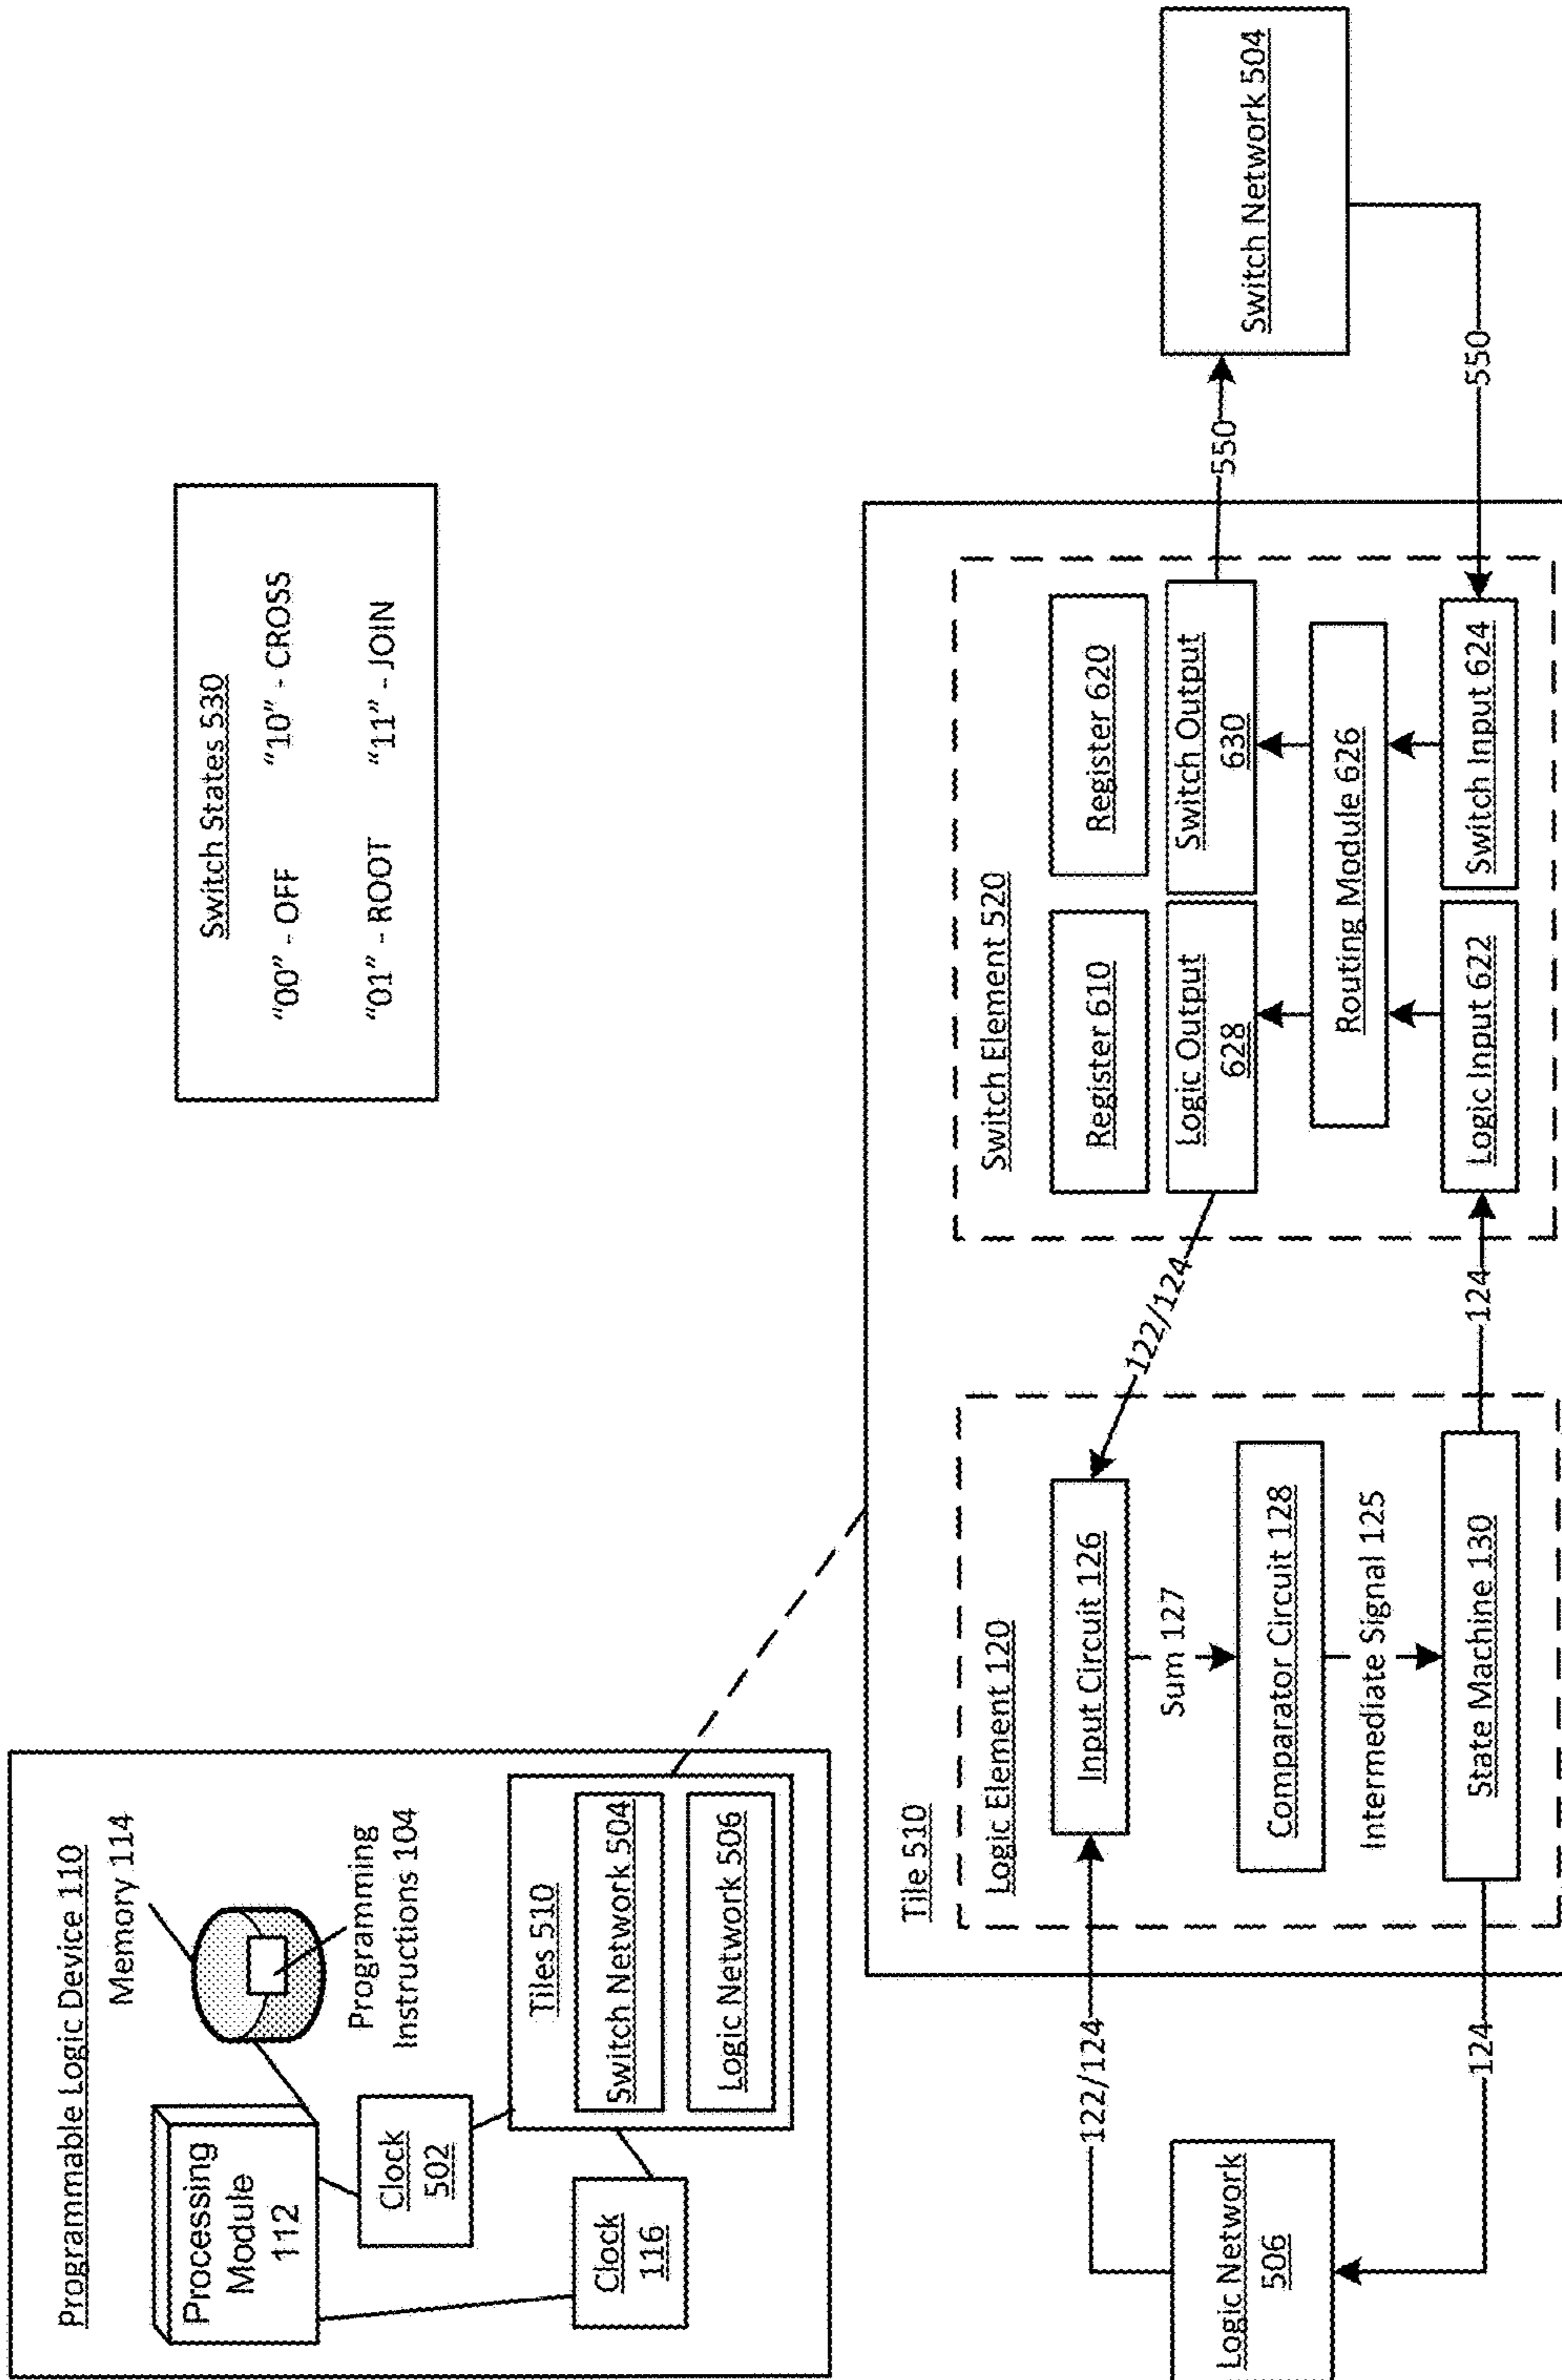 Programmable Logic Device 110
Memory 114
Processing
Module
112
Programming
Instructions 104
Clock
502
Clock
116
Tiles 510
Switch Network 504
Logic Network 506
Switch States 530
"00" - OFF
"10" - CROSS
"01" - ROOT
"11" - JOIN
Tile 510
Logic Element 120
Input Circuit 126
Sum 127
Comparator Circuit 128
Intermediate Signal 125
State Machine 130
Logic Network
506
122/124
124
122/124
124
Switch Element 520
Register 610
Register 620
Logic Output
628
Switch Output
630
Routing Module 626
Logic Input 622
Switch Input 624
550
550
Switch Network 504